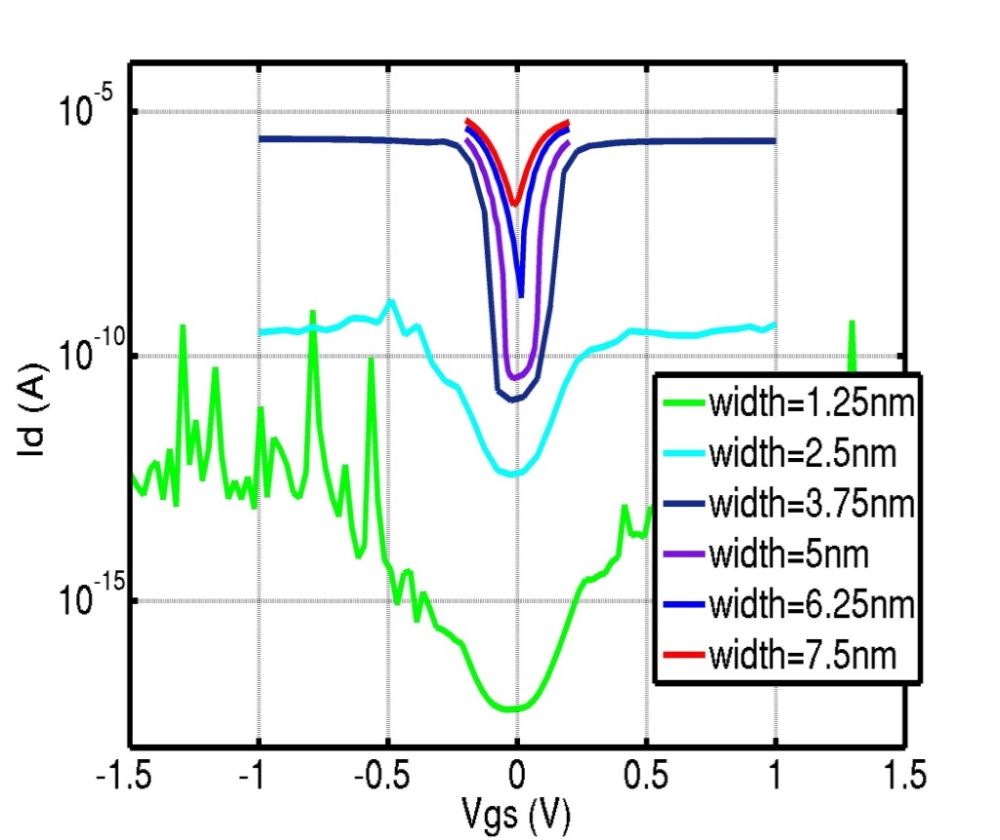 10-5
10-10
10-15
Id (A)
width=1.25nm
width=2.5nm
width=3.75nm
width=5nm
width=6.25nm
width=7.5nm
-1.5 -1 -0.5 0 0.5 1 1.5
Vgs (V)